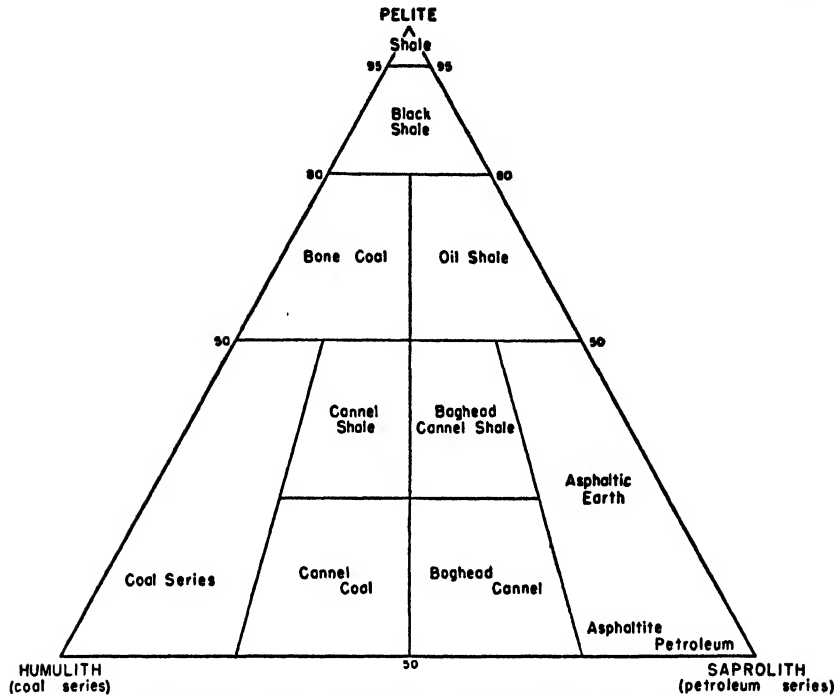 PELITE
Shale
95 95
Black
Shale
80 80
Bone Coal Oil Shale
50 50
Cannel
Shale
Boghead
Cannel Shale
Asphaltic
Earth
Coal Series
Cannel
Coal
Boghead
Cannel
Asphaltite
Petroleum
HUMULITH
(coal series)
50
SAPROLITH
(petroleum series)